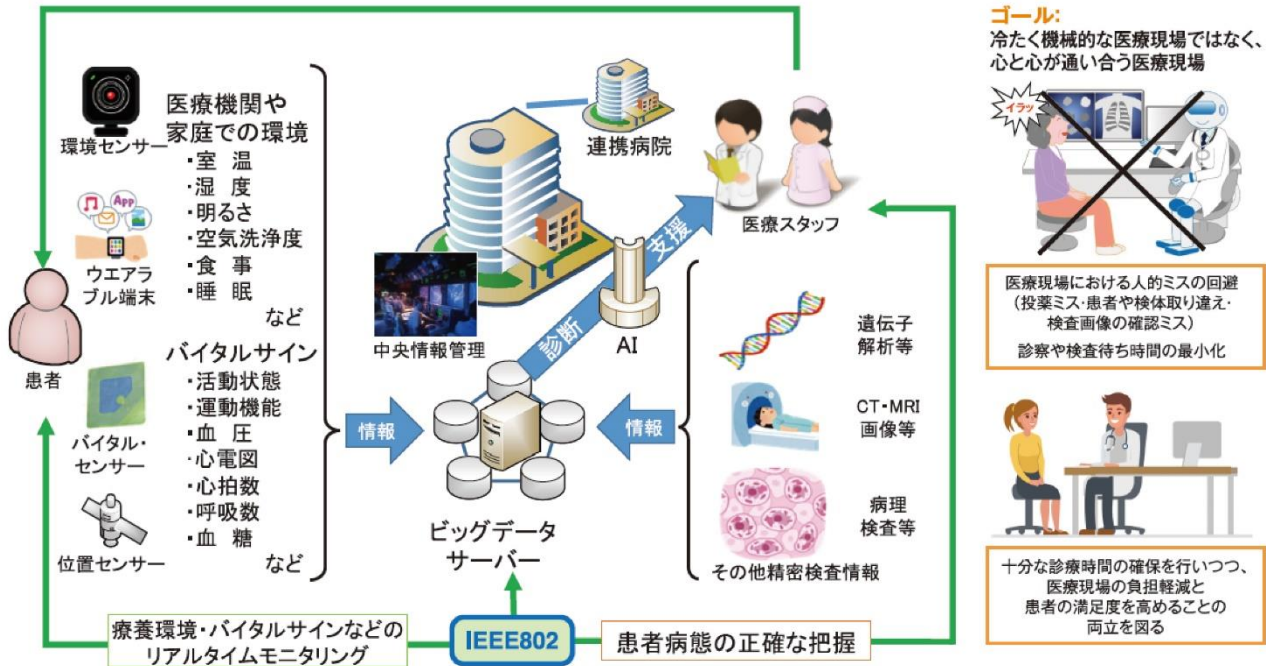 環境センサー
App
ウエアラ
ブル端末
患者
バイタル・
センサー
位置センサー
医療機関や
家庭での環境
・室　温
・湿　度
・明るさ
・空気洗浄度
・食　事
・睡　眠
など
バイタルサイン
・活動状態
・運動機能
・血　圧
・心電図
・心拍数
・呼吸数
・血　糖
など
情報
連携病院
中央情報管理
診断
支援
AI
医療スタッフ
ビッグデータ
サーバー
情報
遺伝子
解析等
CT・MRI
画像等
病理
検査等
その他精密検査情報
療養環境・バイタルサインなどの
リアルタイムモニタリング
IEEE802
患者病態の正確な把握
ゴール:
冷たく機械的な医療現場ではなく、
心と心が通い合う医療現場
イラッ
医療現場における人的ミスの回避
(投薬ミス・患者や検体取り違え・
検査画像の確認ミス)
診察や検査待ち時間の最小化
十分な診療時間の確保を行いつつ、
医療現場の負担軽減と
患者の満足度を高めることの
両立を図る